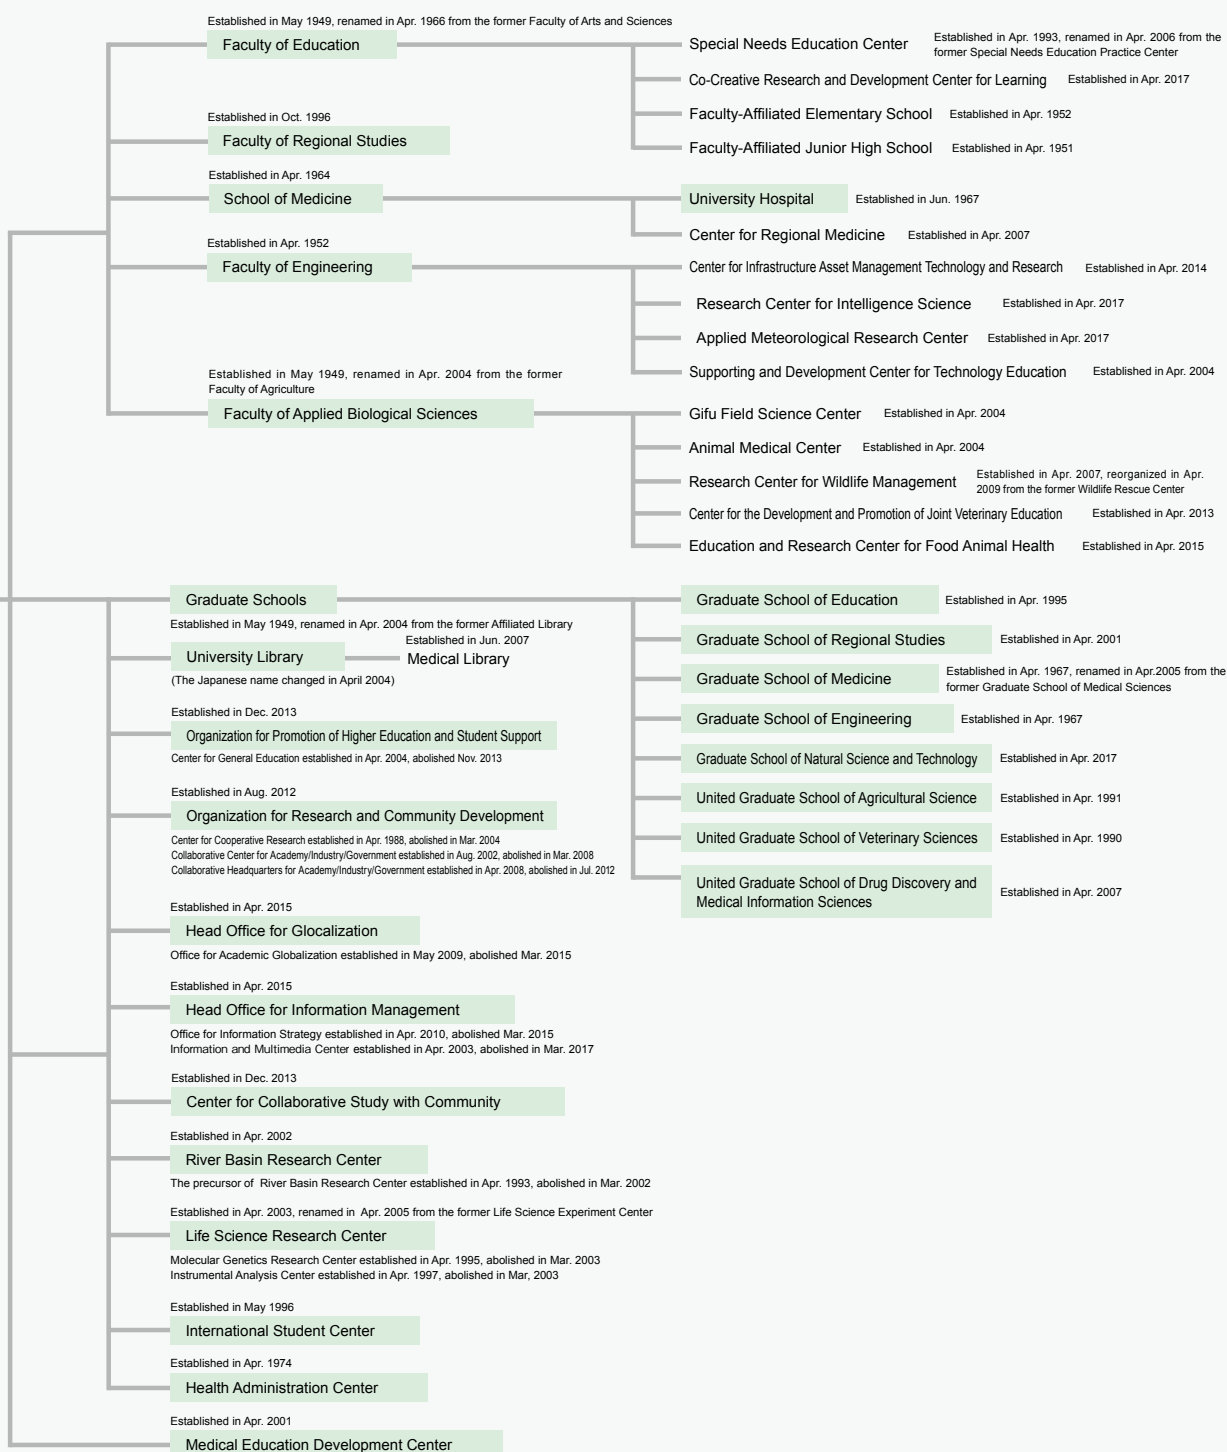 Established in May 1949, renamed in Apr. 1966 from the former Faculty of Arts and Sciences
Faculty of Education
Special Needs Education Center
Established in Apr. 1993, renamed in Apr. 2006 from the
former Special Needs Education Practice Center
Co-Creative Research and Development Center for Learning
Established in Apr. 2017
Faculty-Affiliated Elementary School
Established in Apr. 1952
Faculty-Affiliated Junior High School
Established in Apr. 1951
Established in Oct. 1996
Faculty of Regional Studies
Established in Apr. 1964
School of Medicine
University Hospital
Established in Jun. 1967
Center for Regional Medicine
Established in Apr. 2007
Established in Apr. 1952
Faculty of Engineering
Center for Infrastructure Asset Management Technology and Research
Established in Apr. 2014
Research Center for Intelligence Science
Established in Apr. 2017
Applied Meteorological Research Center
Established in Apr. 2017
Supporting and Development Center for Technology Education
Established in Apr. 2004
Established in May 1949, renamed in Apr. 2004 from the former
Faculty of Agriculture
Faculty of Applied Biological Sciences
Gifu Field Science Center
Established in Apr. 2004
Animal Medical Center
Established in Apr. 2004
Research Center for Wildlife Management
Established in Apr. 2007, reorganized in Apr.
2009 from the former Wildlife Rescue Center
Center for the Development and Promotion of Joint Veterinary Education
Established in Apr. 2013
Education and Research Center for Food Animal Health
Established in Apr. 2015
Graduate Schools
Graduate School of Education
Established in Apr. 1995
Graduate School of Regional Studies
Established in Apr. 2001
Graduate School of Medicine
Established in Apr. 1967, renamed in Apr.2005 from the
former Graduate School of Medical Sciences
Graduate School of Engineering
Established in Apr. 1967
Graduate School of Natural Science and Technology
Established in Apr. 2017
United Graduate School of Agricultural Science
Established in Apr. 1991
United Graduate School of Veterinary Sciences
Established in Apr. 1990
United Graduate School of Drug Discovery and
Medical Information Sciences
Established in Apr. 2007
Established in May 1949, renamed in Apr. 2004 from the former Affiliated Library
University Library
Established in Jun. 2007
Medical Library
(The Japanese name changed in April 2004)
Established in Dec. 2013
Organization for Promotion of Higher Education and Student Support
Center for General Education established in Apr. 2004, abolished Nov. 2013
Established in Aug. 2012
Organization for Research and Community Development
Center for Cooperative Research established in Apr. 1988, abolished in Mar. 2004
Collaborative Center for Academy/Industry/Government established in Aug. 2002, abolished in Mar. 2008
Collaborative Headquarters for Academy/Industry/Government established in Apr. 2008, abolished in Jul. 2012
Established in Apr. 2015
Head Office for Glocalization
Office for Academic Globalization established in May 2009, abolished Mar. 2015
Established in Apr. 2015
Head Office for Information Management
Office for Information Strategy established in Apr. 2010, abolished Mar. 2015
Information and Multimedia Center established in Apr. 2003, abolished in Mar. 2017
Established in Dec. 2013
Center for Collaborative Study with Community
Established in Apr. 2002
River Basin Research Center
The precursor of River Basin Research Center established in Apr. 1993, abolished in Mar. 2002
Established in Apr. 2003, renamed in Apr. 2005 from the former Life Science Experiment Center
Life Science Research Center
Molecular Genetics Research Center established in Apr. 1995, abolished in Mar. 2003
Instrumental Analysis Center established in Apr. 1997, abolished in Mar, 2003
Established in May 1996
International Student Center
Established in Apr. 1974
Health Administration Center
Established in Apr. 2001
Medical Education Development Center